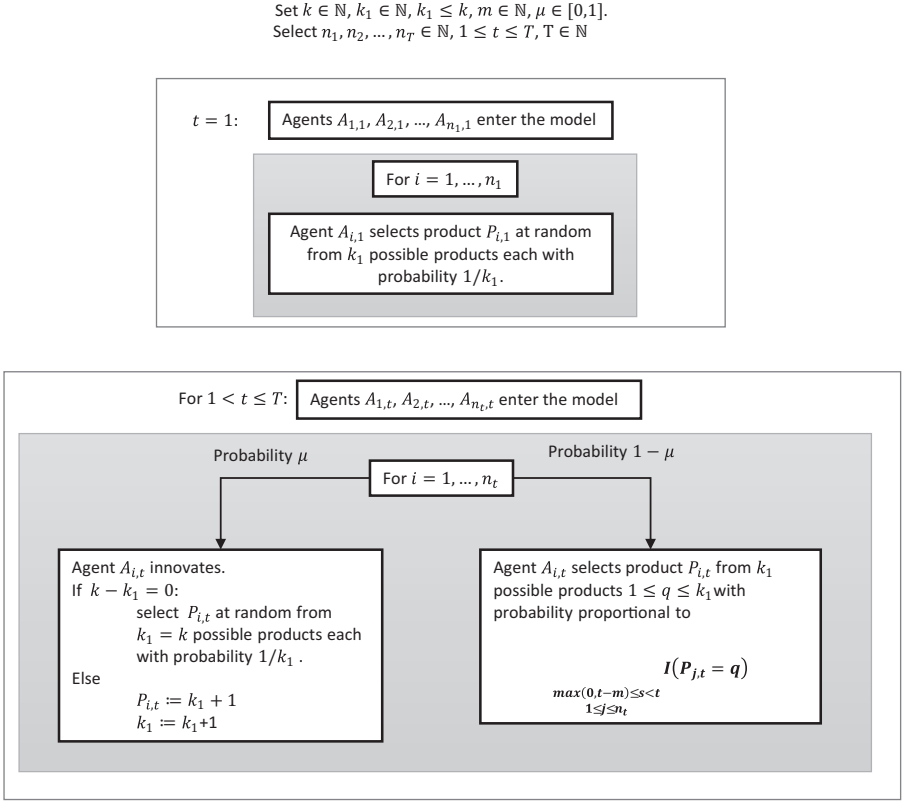 Set k ∈ ℕ, k₁ ∈ ℕ, k₁ ≤ k, m ∈ ℕ, μ ∈ [0,1].
Select n₁, n₂, … , n_T ∈ ℕ, 1 ≤ t ≤ T, T ∈ ℕ
t = 1:
Agents A₁,₁, A₂,₁, …, A_{n₁,1} enter the model
For i = 1, … , n₁
Agent A_{i,1} selects product P_{i,1} at random
from k₁ possible products each with
probability 1/k₁.
For 1 < t ≤ T:
Agents A_{1,t}, A_{2,t}, …, A_{n_t,t} enter the model
Probability μ
Probability 1 − μ
For i = 1, … , n_t
Agent A_{i,t} innovates.
If k − k₁ = 0:
select P_{i,t} at random from
k₁ = k possible products each
with probability 1/k₁ .
Else
P_{i,t} ≔ k₁ + 1
k₁ ≔ k₁+1
Agent A_{i,t} selects product P_{i,t} from k₁
possible products 1 ≤ q ≤ k₁with
probability proportional to
I(P_{j,t} = q)
max(0,t−m)≤s<t
1≤j≤n_t